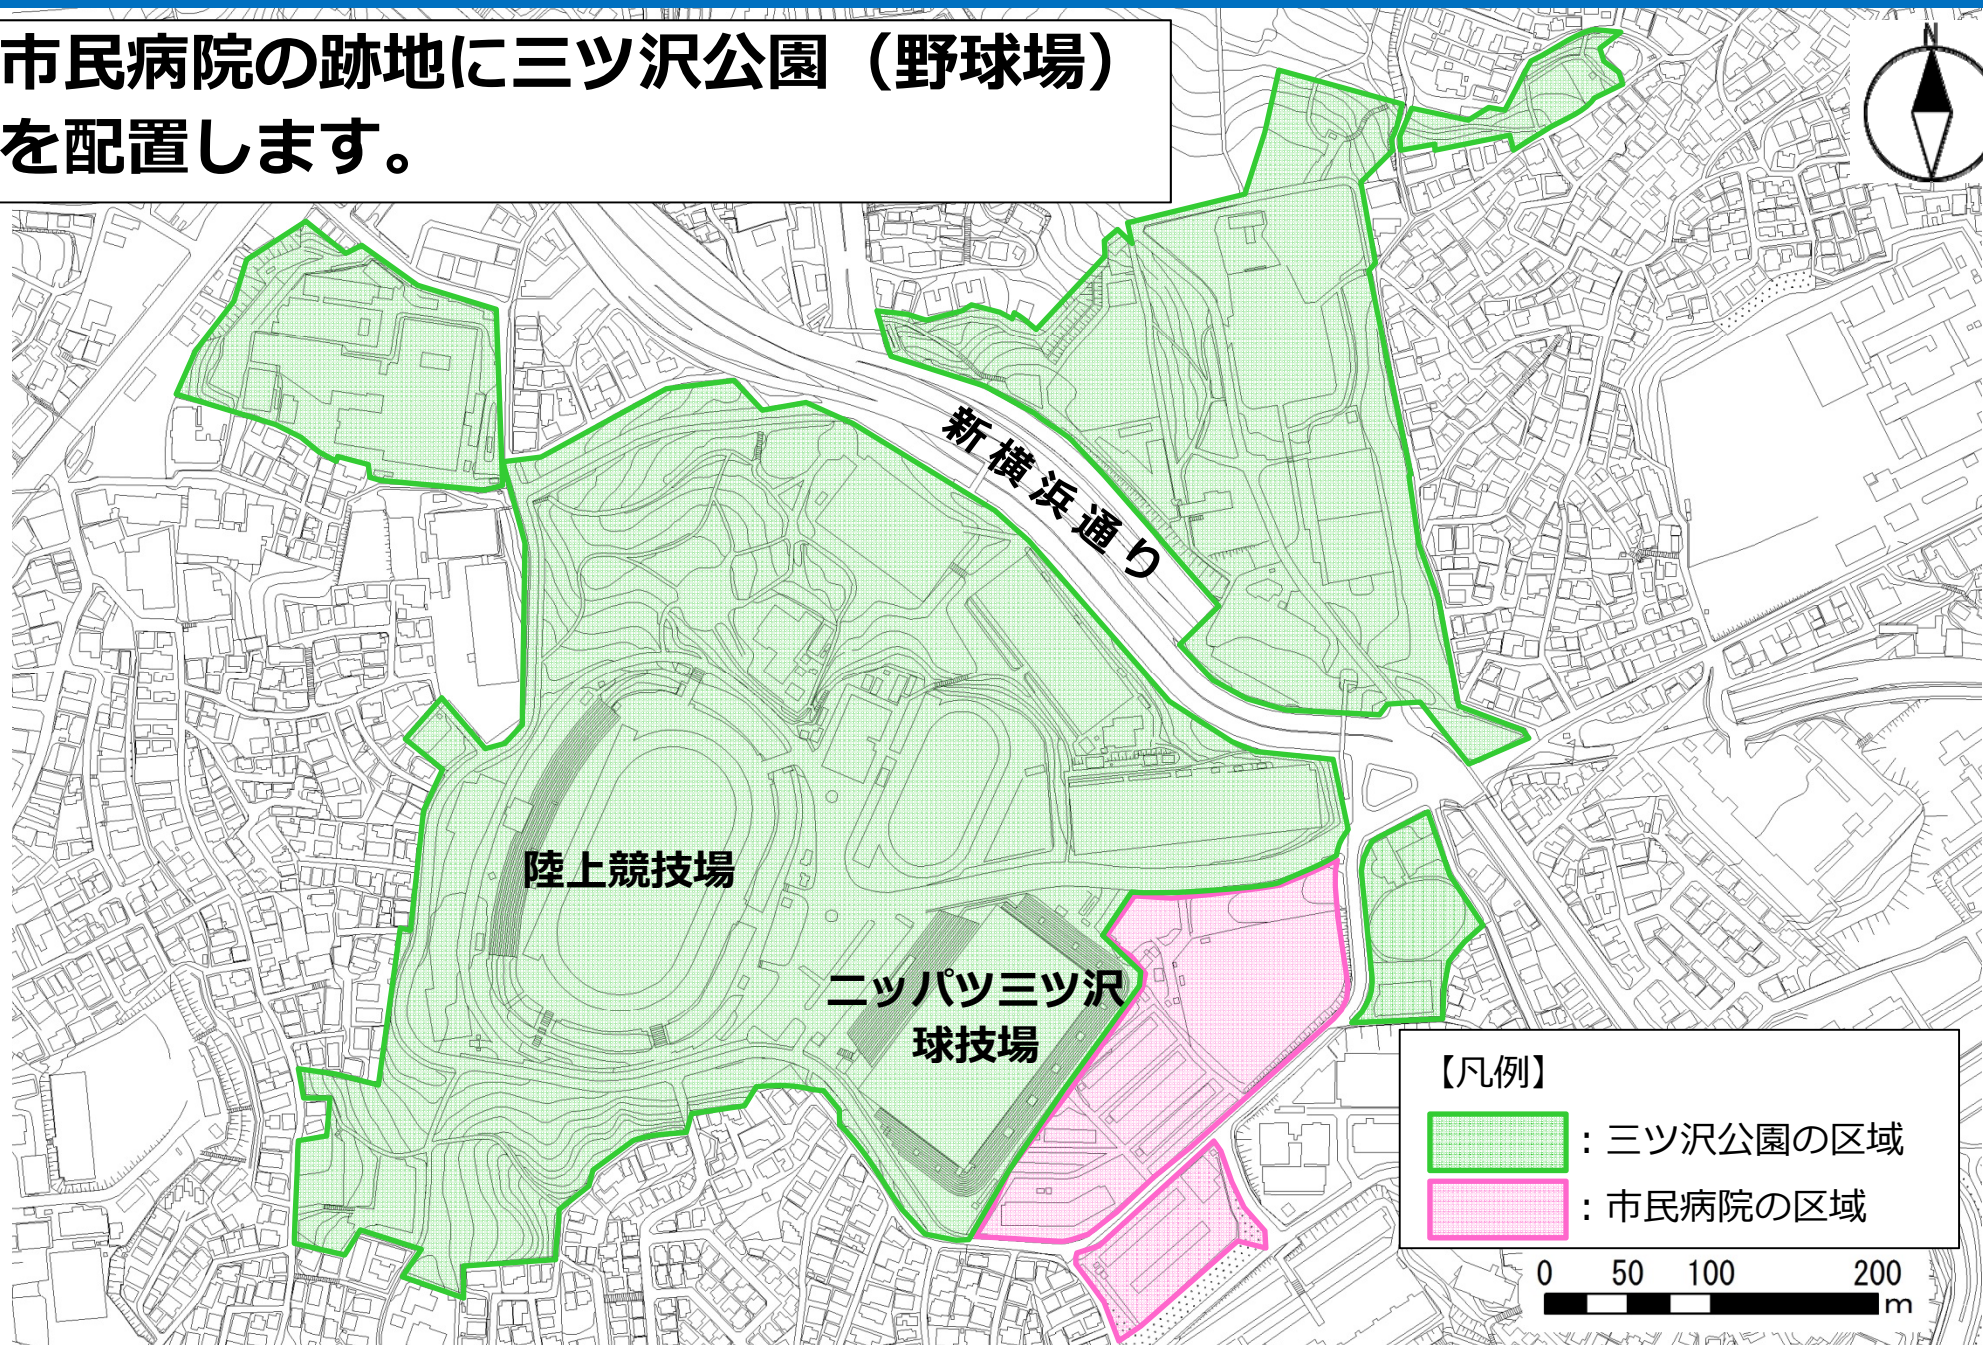 市民病院の跡地に三ツ沢公園（野球場）
を配置します。
N
新横浜通り
陸上競技場
ニッパツ三ツ沢
球技場
【凡例】
：三ツ沢公園の区域
：市民病院の区域
0 50 100 200
m